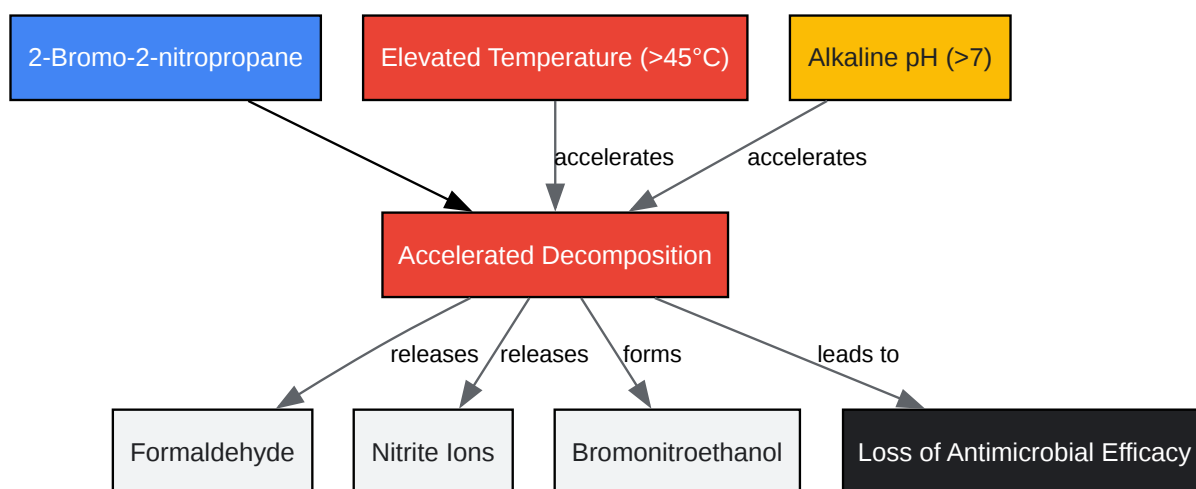 2-Bromo-2-nitropropane
Elevated Temperature (>45°C)
Alkaline pH (>7)
accelerates
accelerates
Accelerated Decomposition
releases
releases
forms
leads to
Formaldehyde
Nitrite Ions
Bromonitroethanol
Loss of Antimicrobial Efficacy